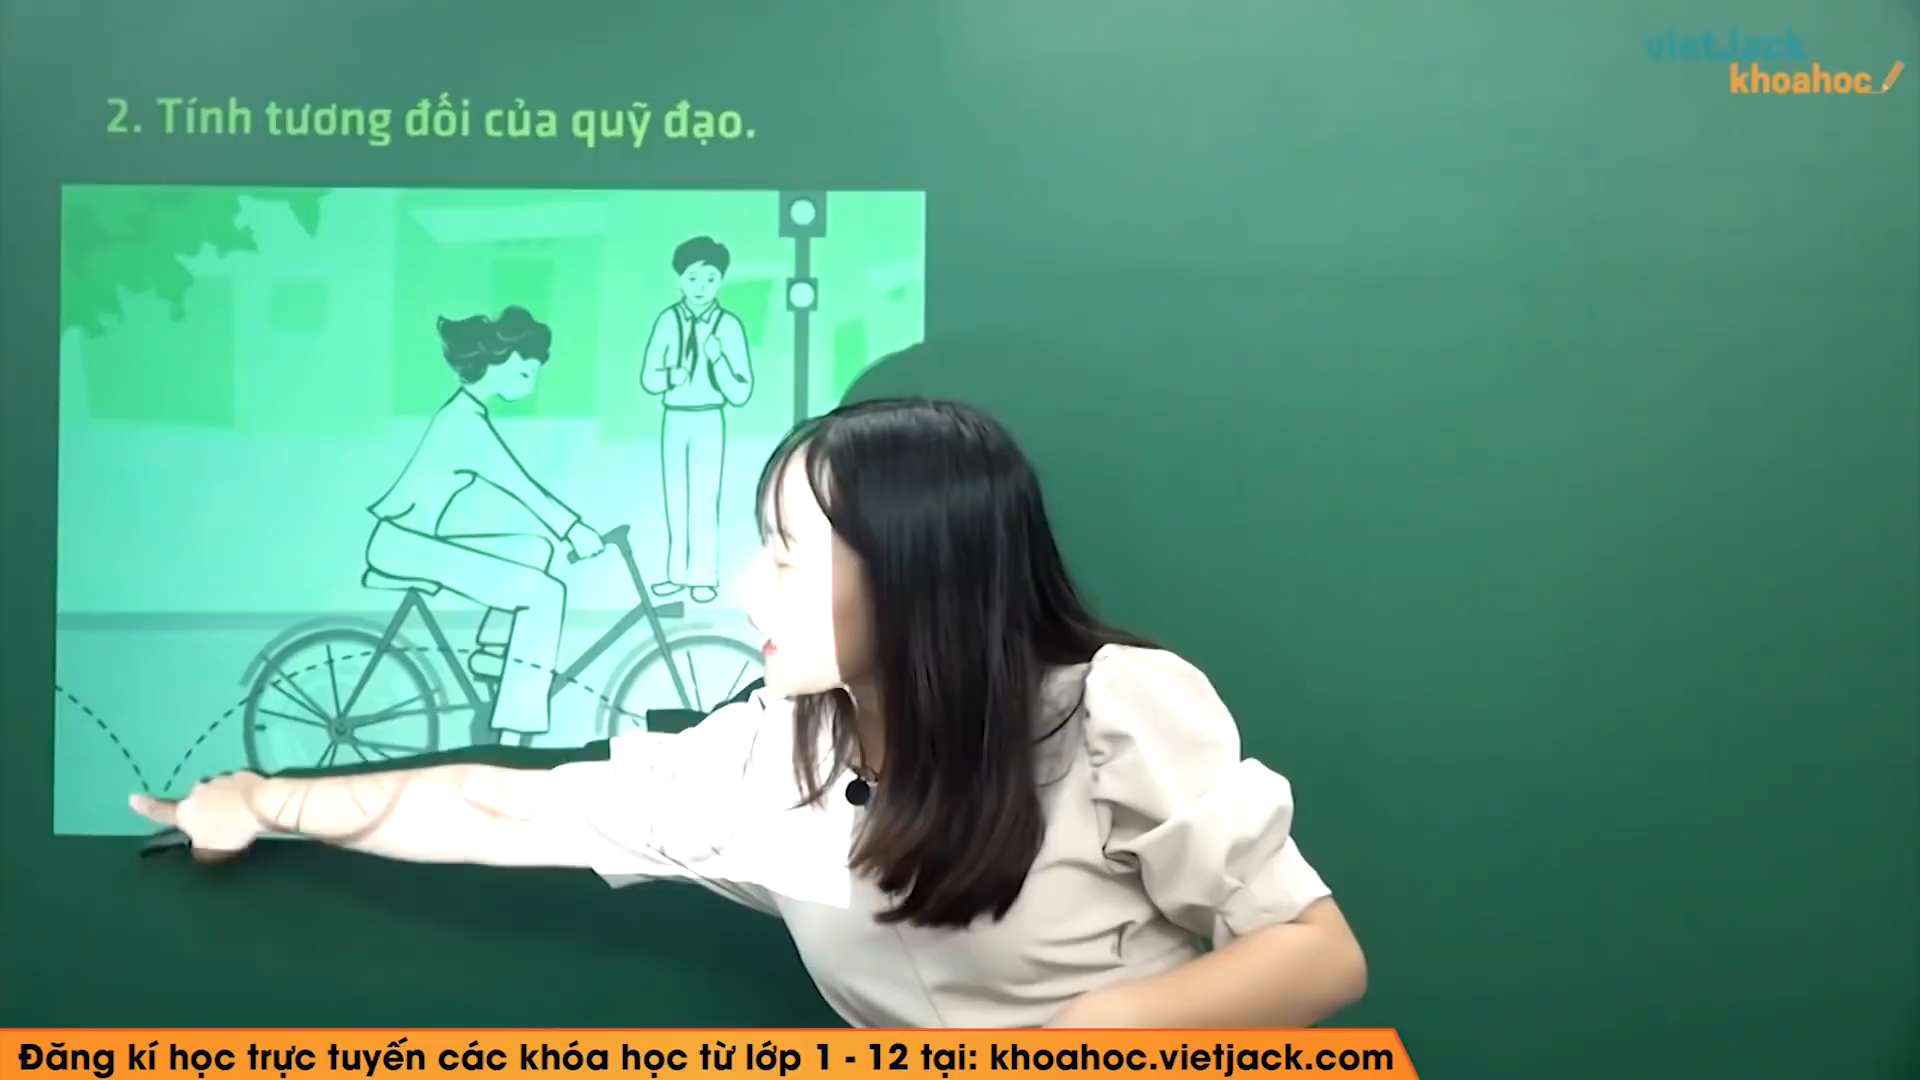 vietJack
khoahoc
2. Tính tương đối của quỹ đạo.
Đăng kí học trực tuyến các khóa học từ lớp 1 - 12 tại: khoahoc.vietjack.com